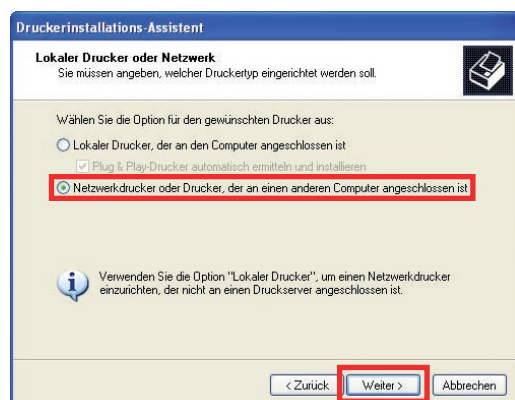 Druckerinstallations-Assistent
Lokaler Drucker oder Netzwerk
Sie müssen angeben, welcher Druckertyp eingerichtet werden soll.
Wählen Sie die Option für den gewünschten Drucker aus:
Lokaler Drucker, der an den Computer angeschlossen ist
Plug & Play-Drucker automatisch ermitteln und installieren
Netzwerkdrucker oder Drucker, der an einen anderen Computer angeschlossen ist
Verwenden Sie die Option "Lokaler Drucker", um einen Netzwerkdrucker
einzurichten, der nicht an einen Druckserver angeschlossen ist.
< Zurück Weiter > Abbrechen